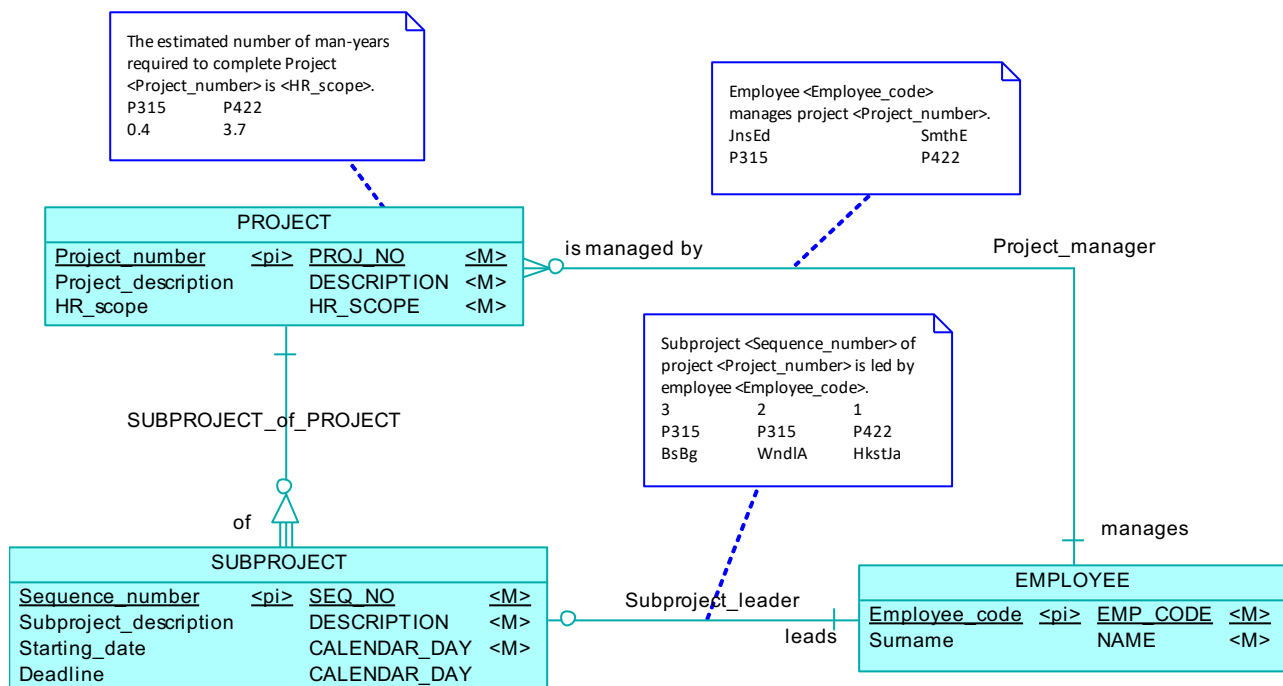 The estimated number of man-years
required to complete Project
<Project_number> is <HR_scope>.
P315 P422
0.4 3.7
Employee <Employee_code>
manages project <Project_number>.
JnsEd SmthE
P315 P422
PROJECT
Project_number <pi> PROJ_NO <M>
Project_description DESCRIPTION <M>
HR_scope HR_SCOPE <M>
is managed by
Project_manager
Subproject <Sequence_number> of
project <Project_number> is led by
employee <Employee_code>.
3 2 1
P315 P315 P422
BsBg WndlA HkstJa
SUBPROJECT_of_PROJECT
of
manages
SUBPROJECT
Sequence_number <pi> SEQ_NO <M>
Subproject_description DESCRIPTION <M>
Starting_date CALENDAR_DAY <M>
Deadline CALENDAR_DAY
Subproject_leader
leads
EMPLOYEE
Employee_code <pi> EMP_CODE <M>
Surname NAME <M>